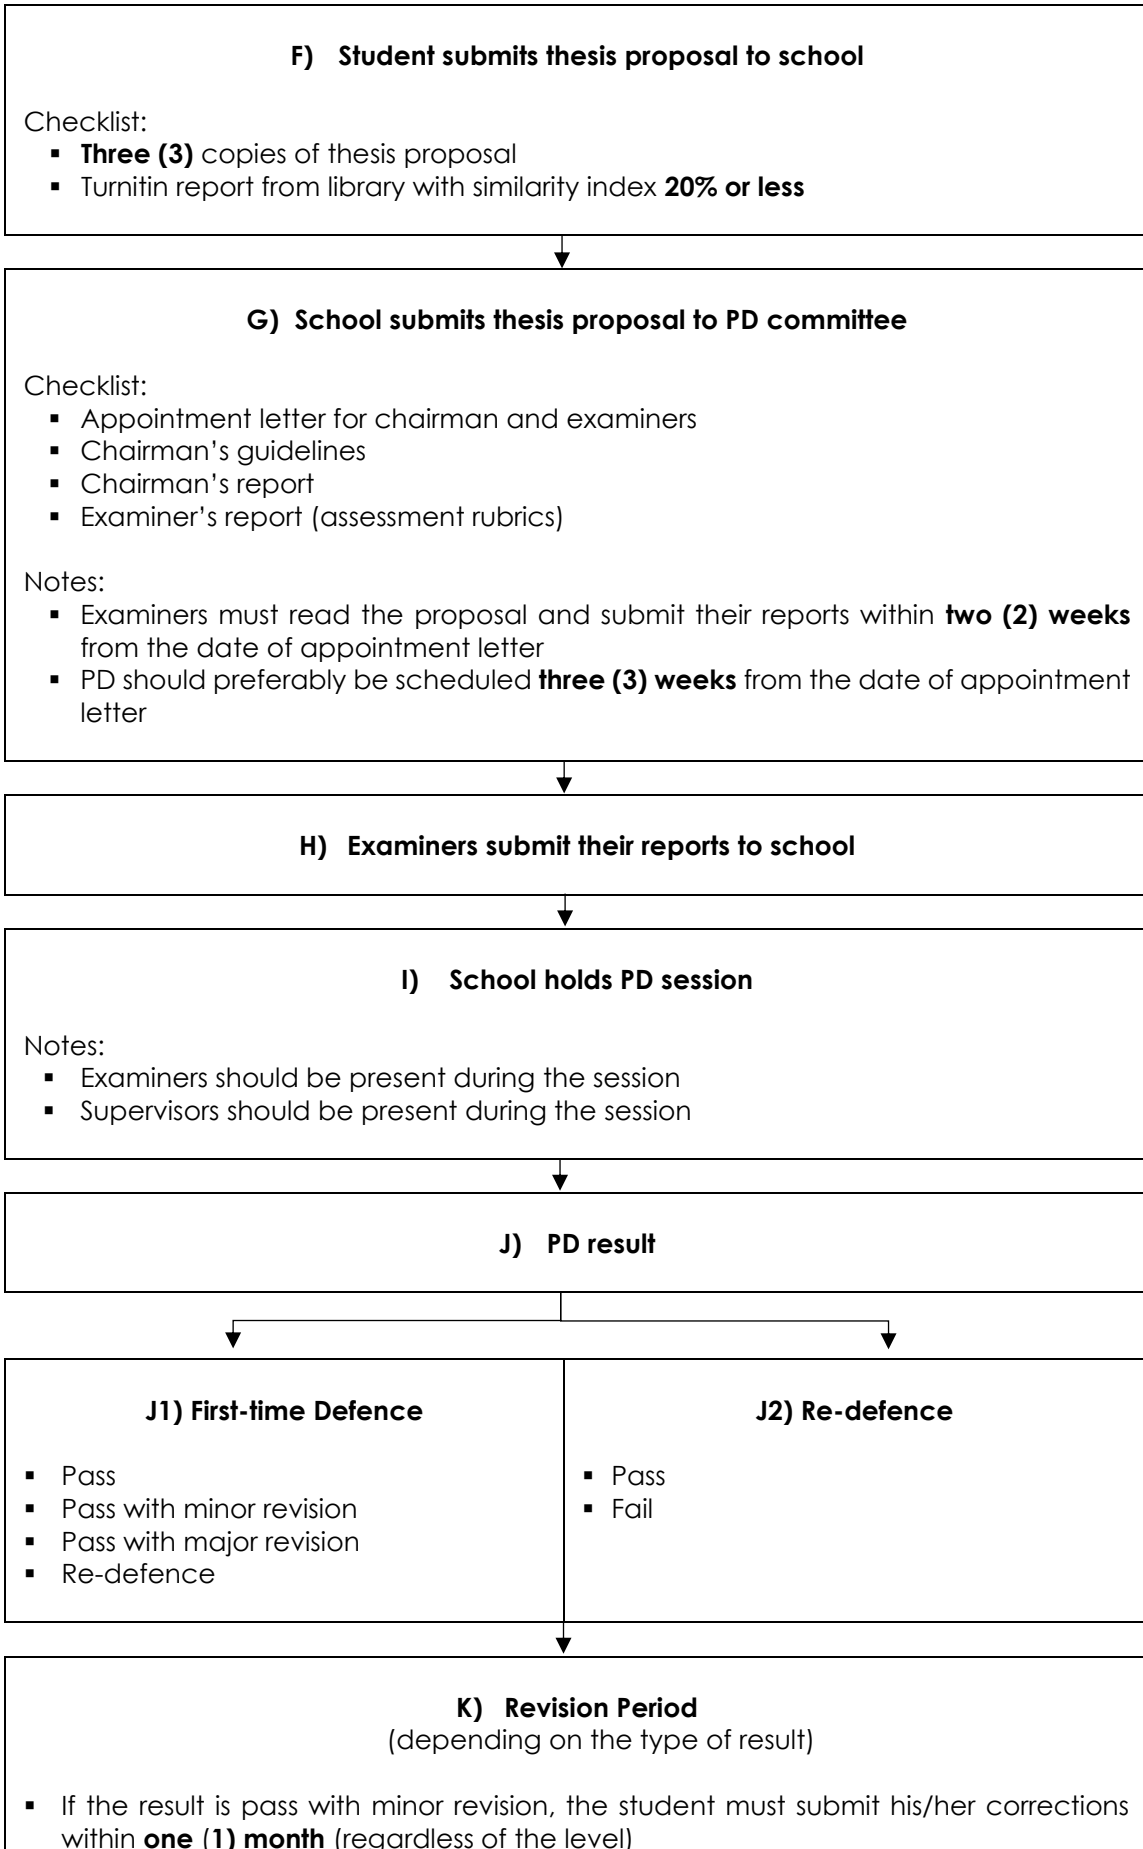 F) Student submits thesis proposal to school
Checklist:
▪ Three (3) copies of thesis proposal
▪ Turnitin report from library with similarity index 20% or less
G) School submits thesis proposal to PD committee
Checklist:
▪ Appointment letter for chairman and examiners
▪ Chairman’s guidelines
▪ Chairman’s report
▪ Examiner’s report (assessment rubrics)
Notes:
▪ Examiners must read the proposal and submit their reports within two (2) weeks
from the date of appointment letter
▪ PD should preferably be scheduled three (3) weeks from the date of appointment
letter
H) Examiners submit their reports to school
I) School holds PD session
Notes:
▪ Examiners should be present during the session
▪ Supervisors should be present during the session
J) PD result
J1) First-time Defence
▪ Pass
▪ Pass with minor revision
▪ Pass with major revision
▪ Re-defence
J2) Re-defence
▪ Pass
▪ Fail
K) Revision Period
(depending on the type of result)
▪ If the result is pass with minor revision, the student must submit his/her corrections
within one (1) month (regardless of the level)